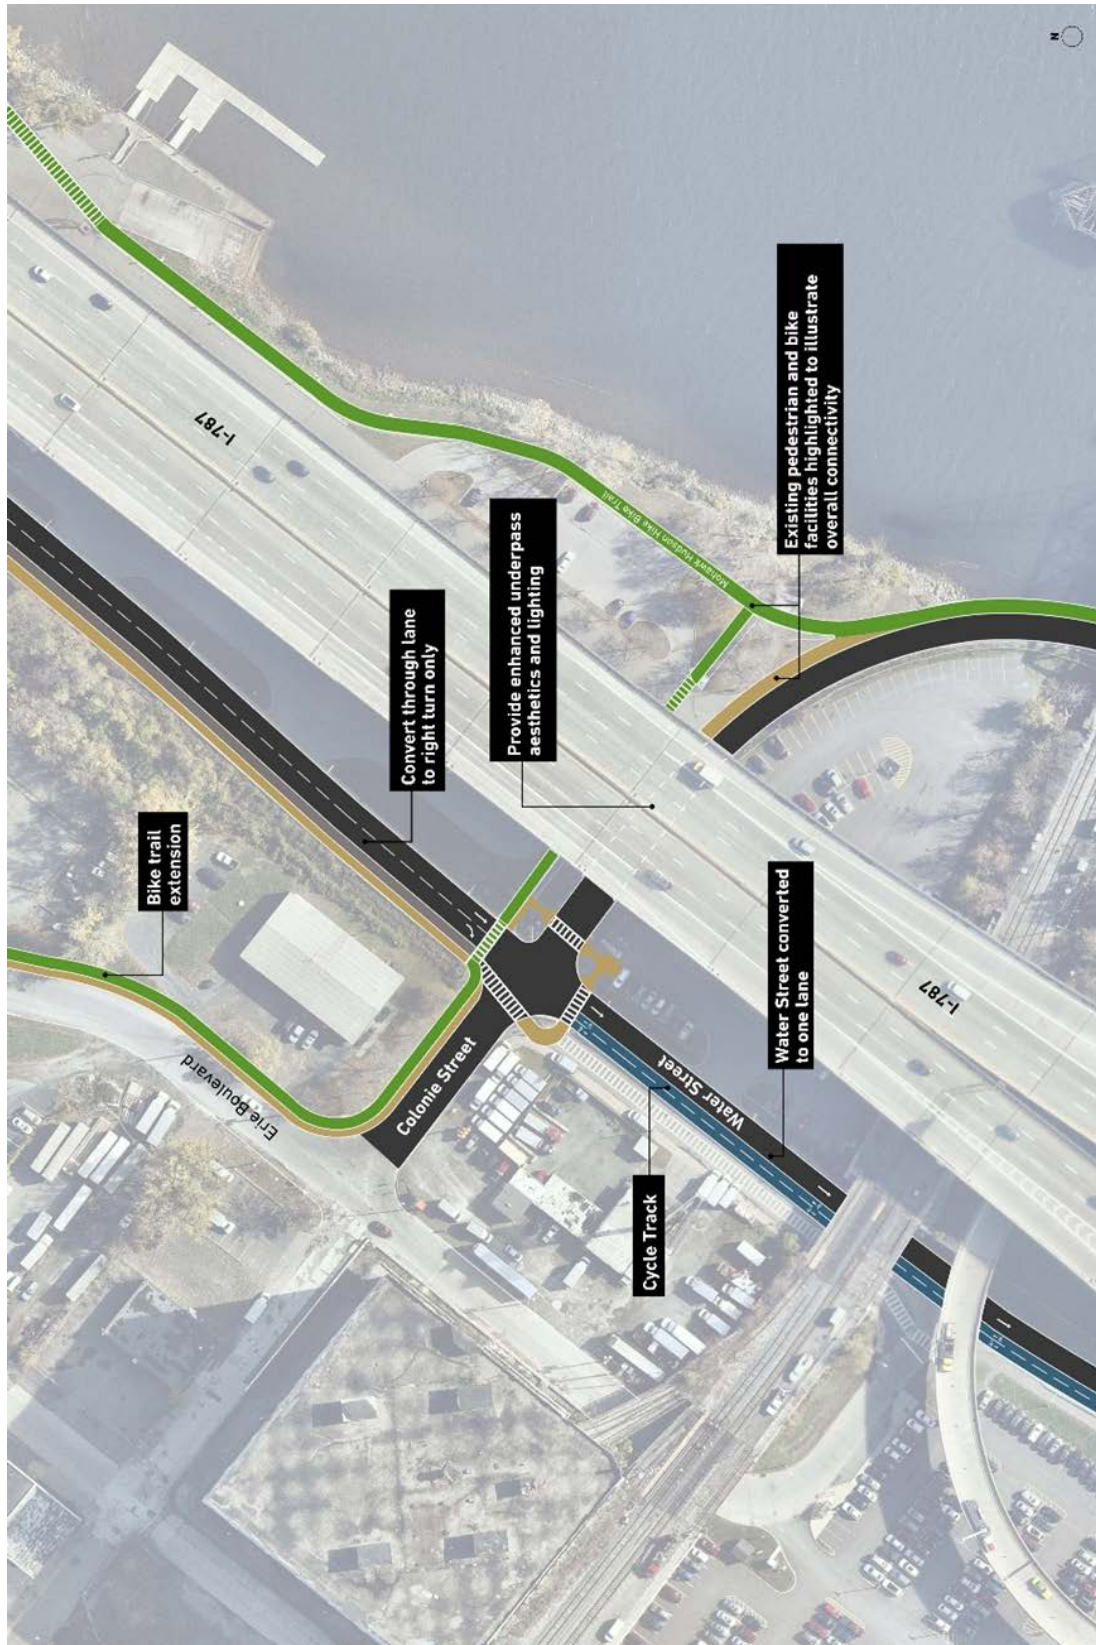 N
I-787
Mohawk Hudson Hike Bike Trail
Existing pedestrian and bike
facilities highlighted to illustrate
overall connectivity
Provide enhanced underpass
aesthetics and lighting
Convert through lane
to right turn only
Bike trail
extension
Erie Boulevard
Colonie Street
Water Street
Water Street converted
to one lane
Cycle Track
I-787